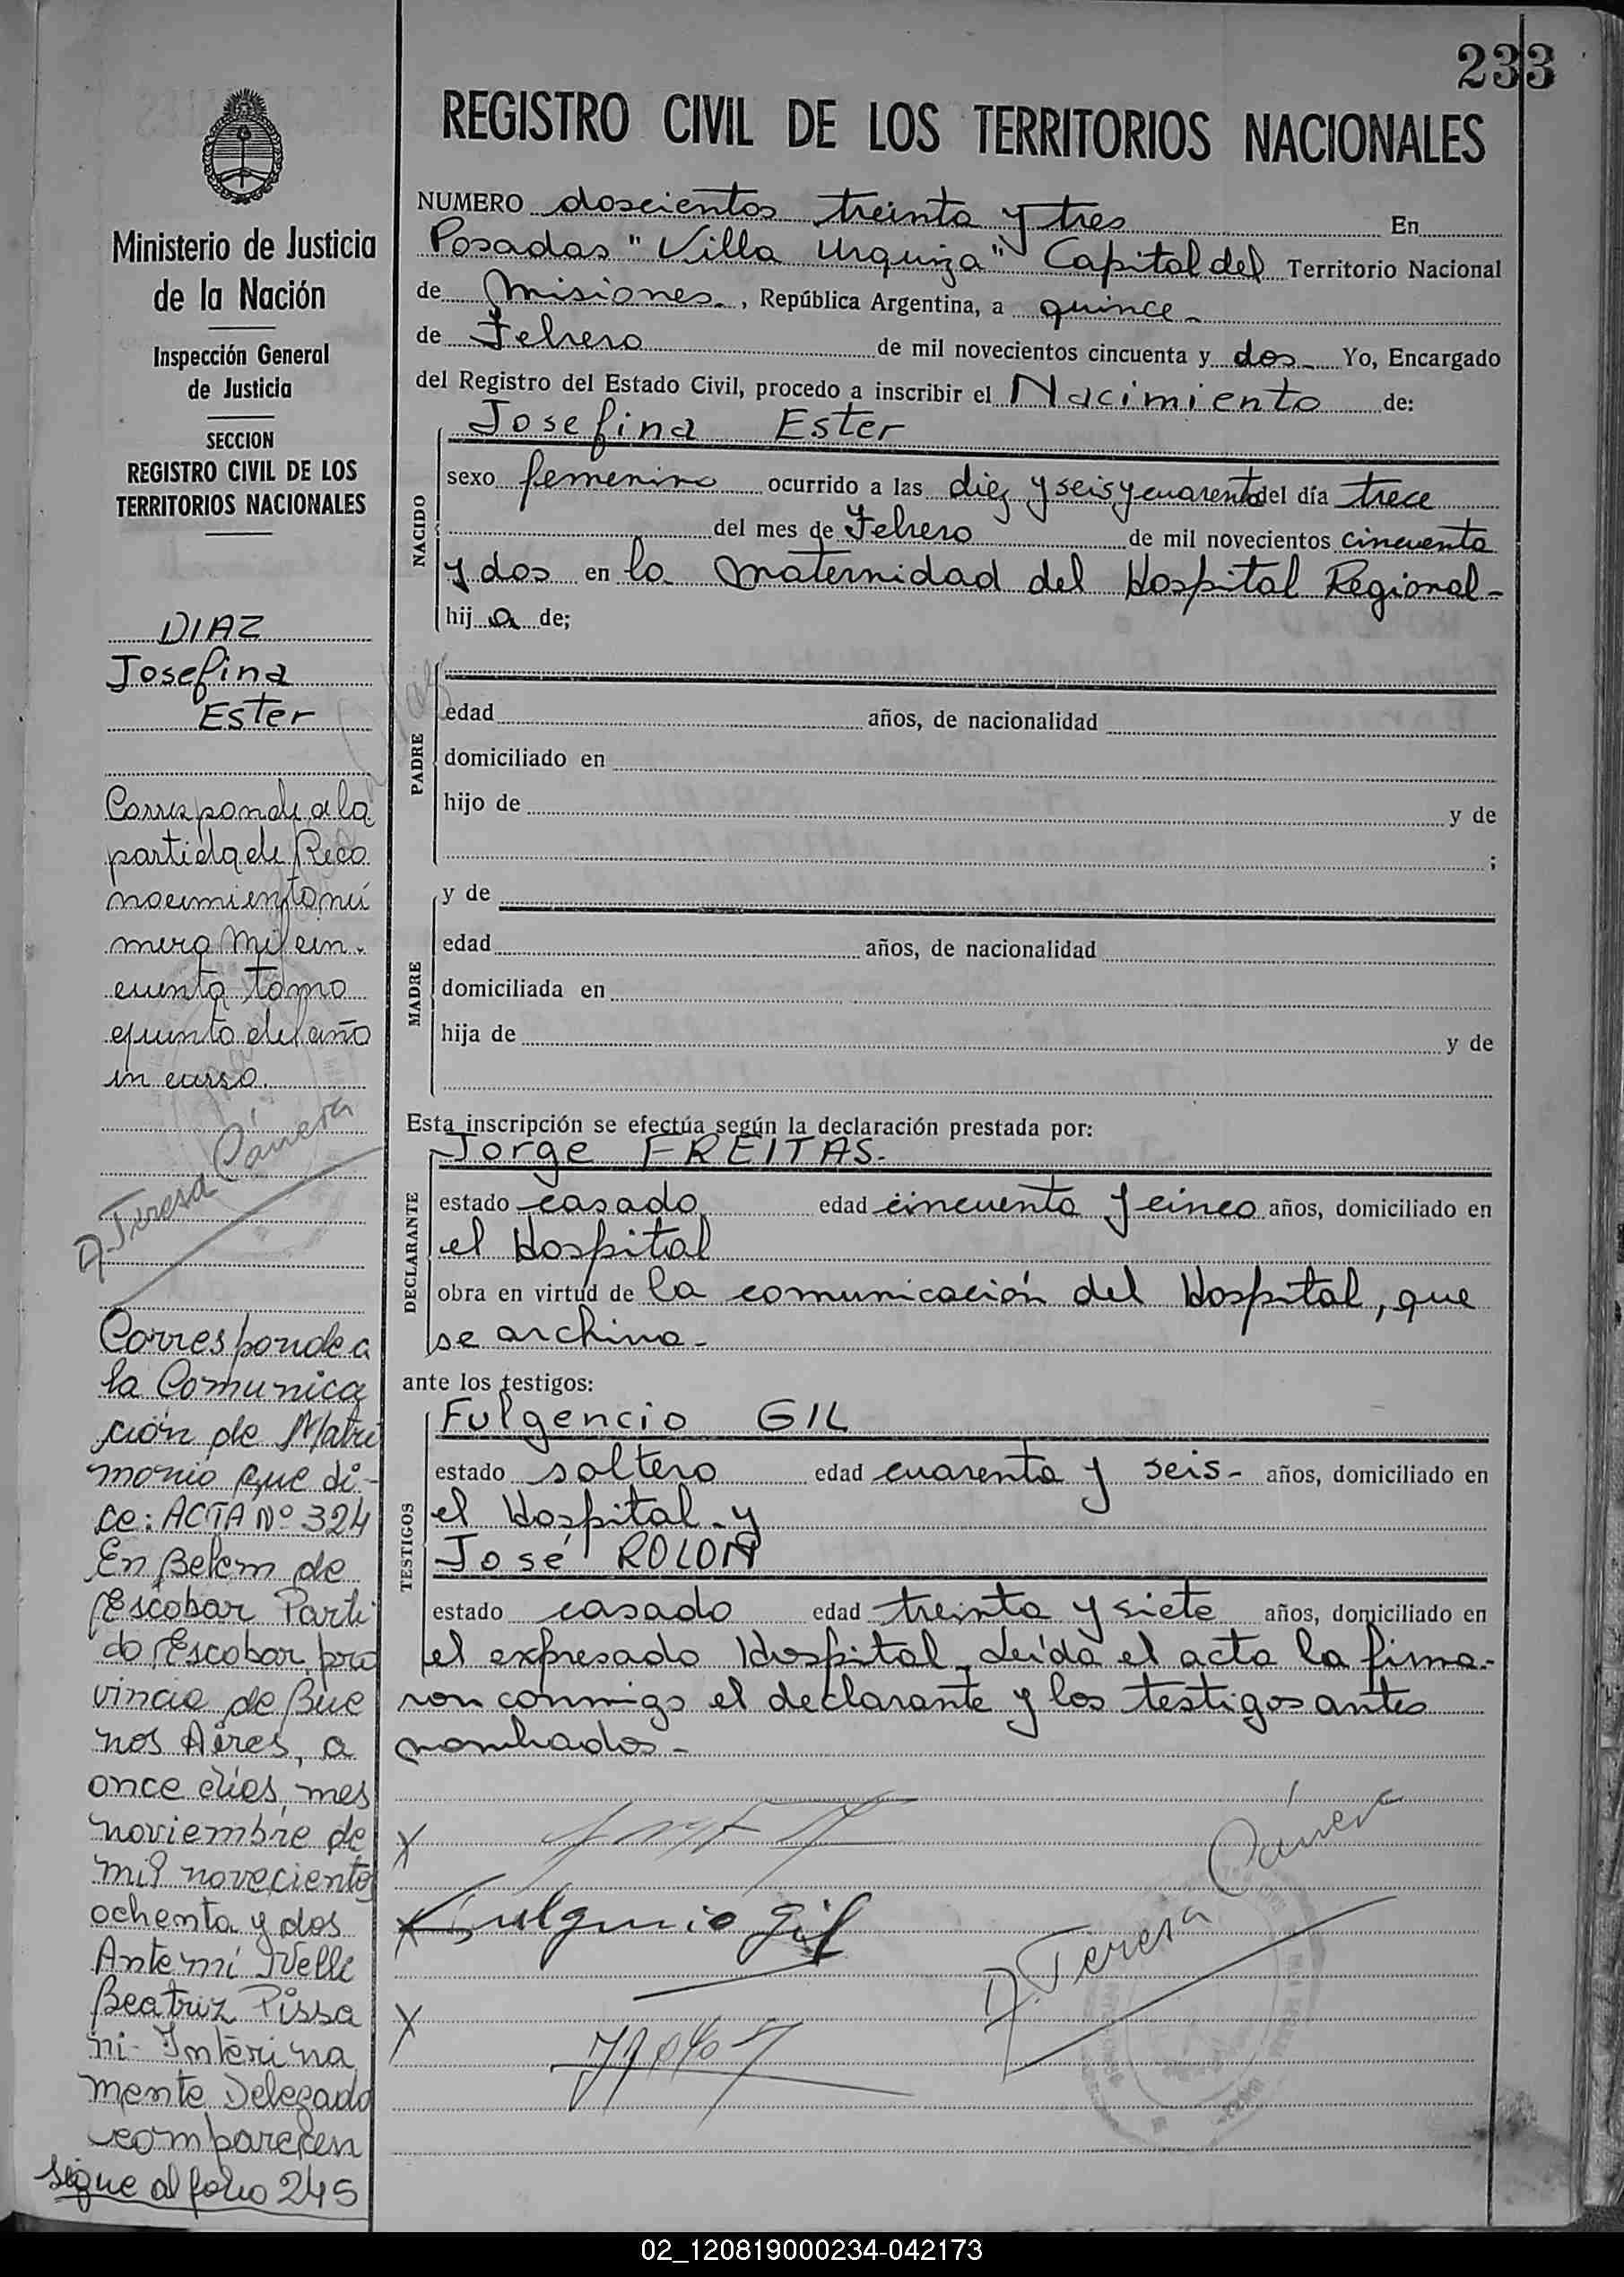 233
REGISTRO CIVIL DE LOS TERRITORIOS NACIONALES
Ministerio de Justicia
de la Nación
Inspección General
de Justicia
SECCION
REGISTRO CIVIL DE LOS
TERRITORIOS NACIONALES
DIAZ
Josefina
Ester
Corresponde a la
partida de Reco
nocimiento nú
mero mil cin-
cuenta tomo
quinto del año
en curso.
D. Teresa Cánera
Corresponde a
la Comunica
ción de Matri
monio que di-
ce: ACTA Nº 324
En Belem de
Escobar Parti
do Escobar, pro
vincia de Bue
nos Aires, a
once días, mes
noviembre de
mil novecientos
ochenta y dos
Ante mí Ivelli
Beatriz Pissa
ni- Interina
mente Delegado
comparecen
sigue al folio 245
NUMERO doscientos treinta y tres En
Posadas "Villa Urquiza" Capital del Territorio Nacional
de Misiones, República Argentina, a quince-
de Febrero de mil novecientos cincuenta y dos- Yo, Encargado
del Registro del Estado Civil, procedo a inscribir el Nacimiento de:
Josefina Ester
NACIDO
sexo femenino ocurrido a las diez y seis y cuarenta del día trece
del mes de Febrero de mil novecientos cincuenta
y dos en la maternidad del Hospital Regional-
hij a de;
PADRE
edad años, de nacionalidad
domiciliado en
hijo de y de
;
y de
MADRE
edad años, de nacionalidad
domiciliada en
hija de y de
Esta inscripción se efectúa según la declaración prestada por:
Jorge FREITAS.
DECLARANTE
estado casado edad cincuenta y cinco años, domiciliado en
el Hospital
obra en virtud de la comunicación del Hospital, que
se archiva-
ante los testigos:
Fulgencio GIL
TESTIGOS
estado soltero edad cuarenta y seis- años, domiciliado en
el Hospital-y
José ROLON
estado casado edad treinta y siete años, domiciliado en
el expresado Hospital-Leída el acta la firma-
ron conmigo el declarante y los testigos antes
nombrados-
x
x Fulgencio Gil
x
D. Teresa Cánera
02_120819000234-042173